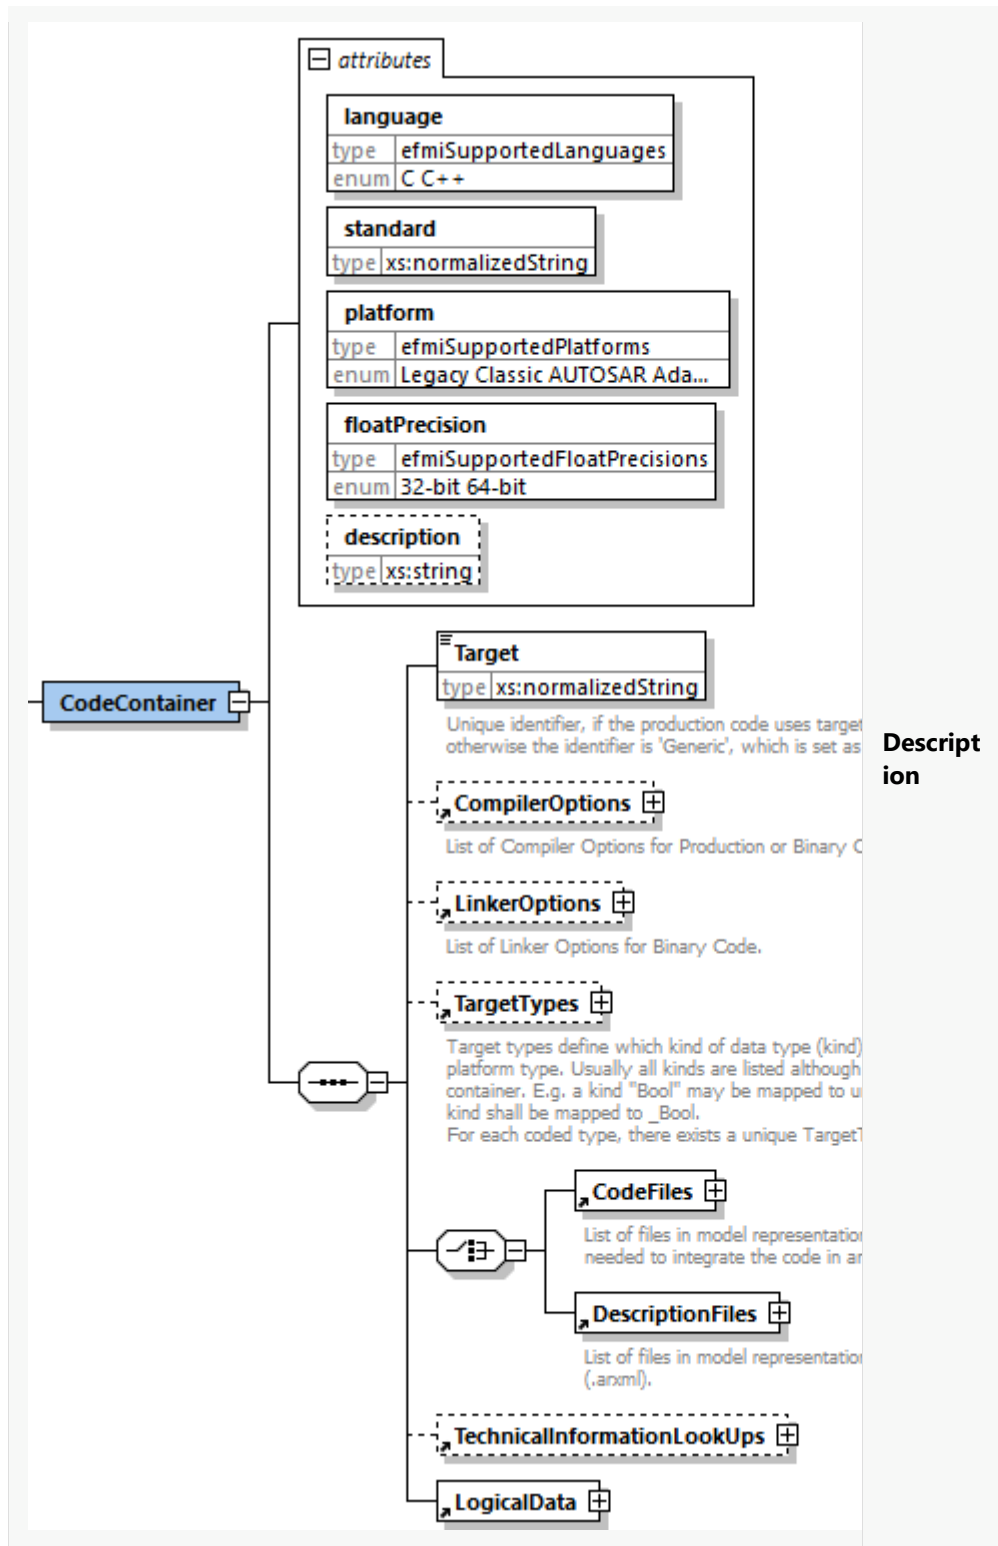 attributes
language
type efmiSupportedLanguages
enum C C++
standard
type xs:normalizedString
platform
type efmiSupportedPlatforms
enum Legacy Classic AUTOSAR Ada...
floatPrecision
type efmiSupportedFloatPrecisions
enum 32-bit 64-bit
description
type xs:string
CodeContainer
Target
type xs:normalizedString
Unique identifier, if the production code uses target
otherwise the identifier is 'Generic', which is set as
CompilerOptions
List of Compiler Options for Production or Binary C
LinkerOptions
List of Linker Options for Binary Code.
TargetTypes
Target types define which kind of data type (kind)
platform type. Usually all kinds are listed although
container. E.g. a kind "Bool" may be mapped to u
kind shall be mapped to _Bool.
For each coded type, there exists a unique TargetT
CodeFiles
List of files in model representation
needed to integrate the code in an
DescriptionFiles
List of files in model representation
(.arxml).
TechnicalInformationLookUps
LogicalData
Descript
ion